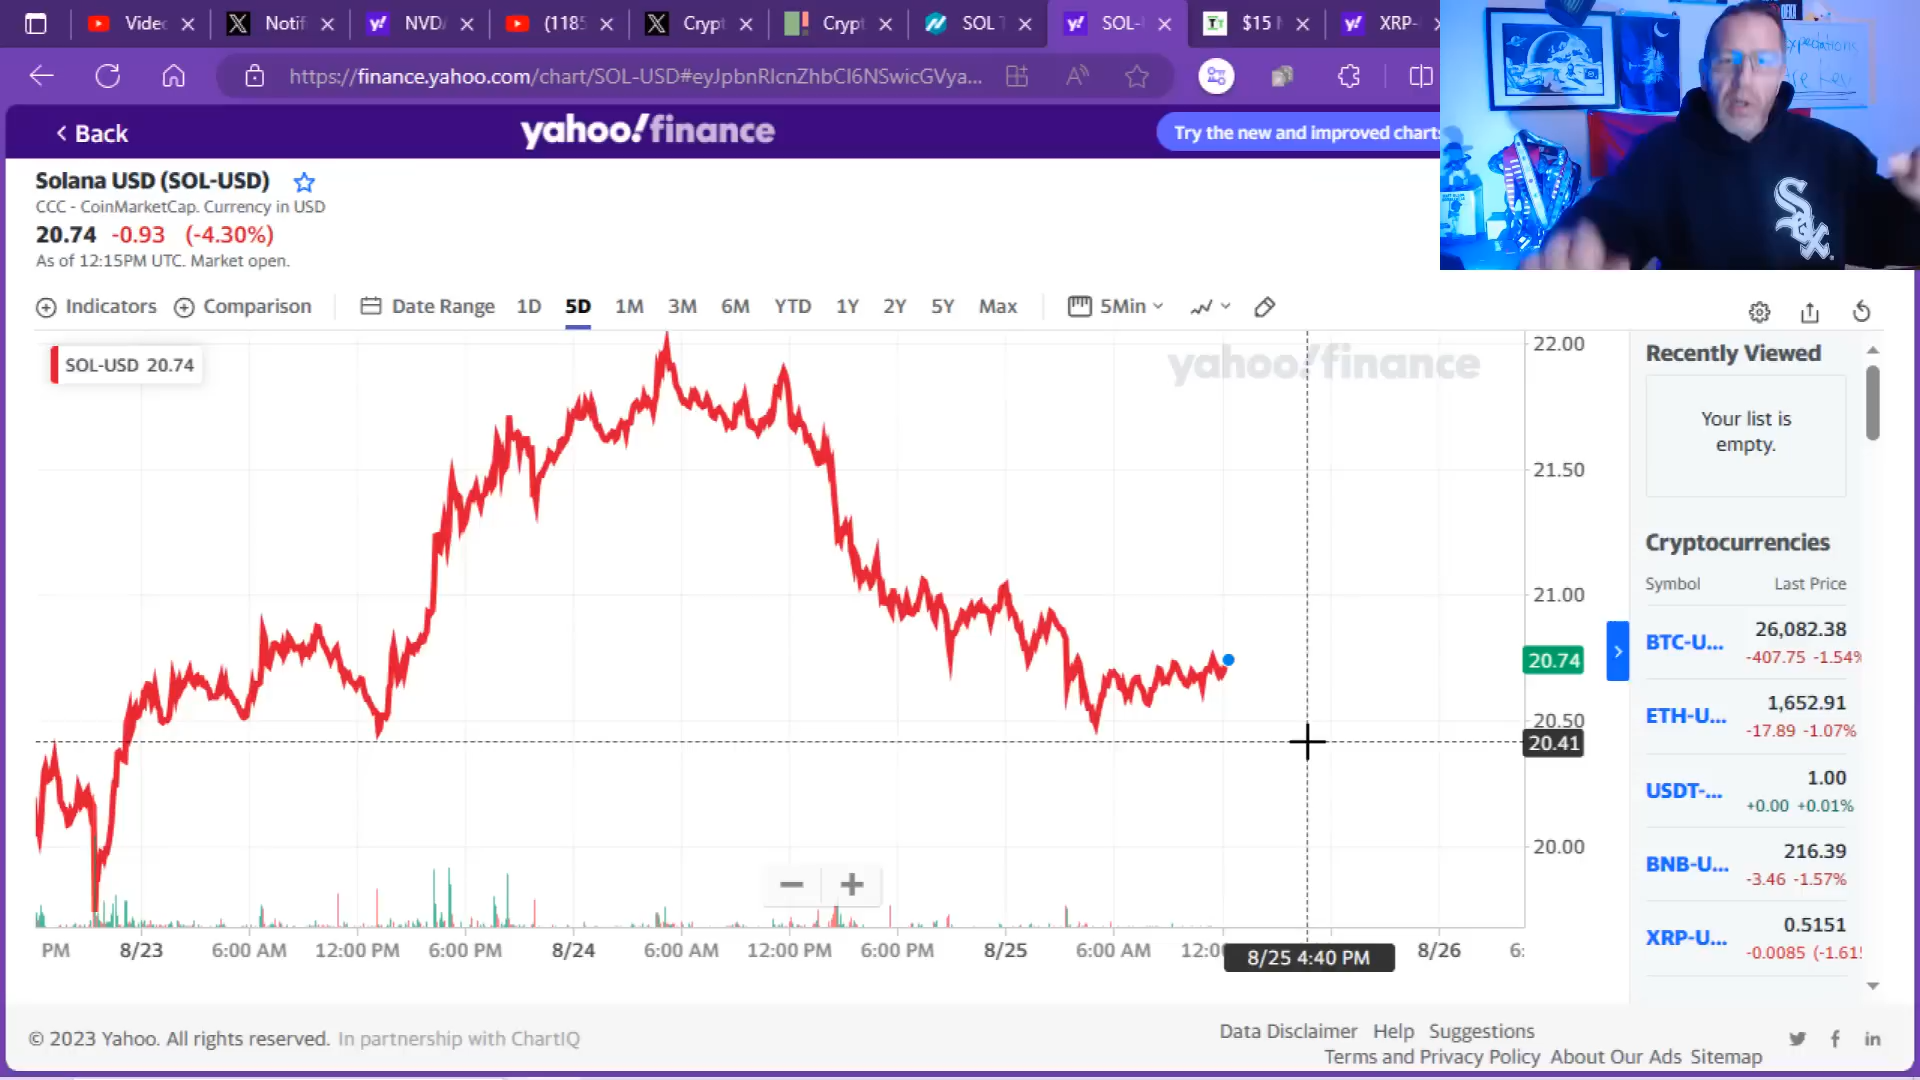 Videc
Notif
NVD
(1185
Crypt
Crypt
SOL T
SOL-
$15
XRP-
https://finance.yahoo.com/chart/SOL-USD#eyJpbnRlcnZhbCI6NSwicGVya...
Back
yahoo!finance
Try the new and improved charts
Solana USD (SOL-USD)
CCC - CoinMarketCap. Currency in USD
20.74 -0.93 (-4.30%)
As of 12:15PM UTC. Market open.
Indicators Comparison Date Range 1D 5D 1M 3M 6M YTD 1Y 2Y 5Y Max 5Min
SOL-USD 20.74
yahoo!finance
22.00
21.50
21.00
20.74
20.50
20.41
20.00
PM 8/23 6:00 AM 12:00 PM 6:00 PM 8/24 6:00 AM 12:00 PM 6:00 PM 8/25 6:00 AM 12:0 8/25 4:40 PM 8/26 6:
Recently Viewed
Your list is
empty.
Cryptocurrencies
Symbol Last Price
BTC-U... 26,082.38
-407.75 -1.54%
ETH-U... 1,652.91
-17.89 -1.07%
USDT-... 1.00
+0.00 +0.01%
BNB-U... 216.39
-3.46 -1.57%
XRP-U... 0.5151
-0.0085 (-1.61
© 2023 Yahoo. All rights reserved. In partnership with ChartIQ
Data Disclaimer Help Suggestions
Terms and Privacy Policy About Our Ads Sitemap
Sox